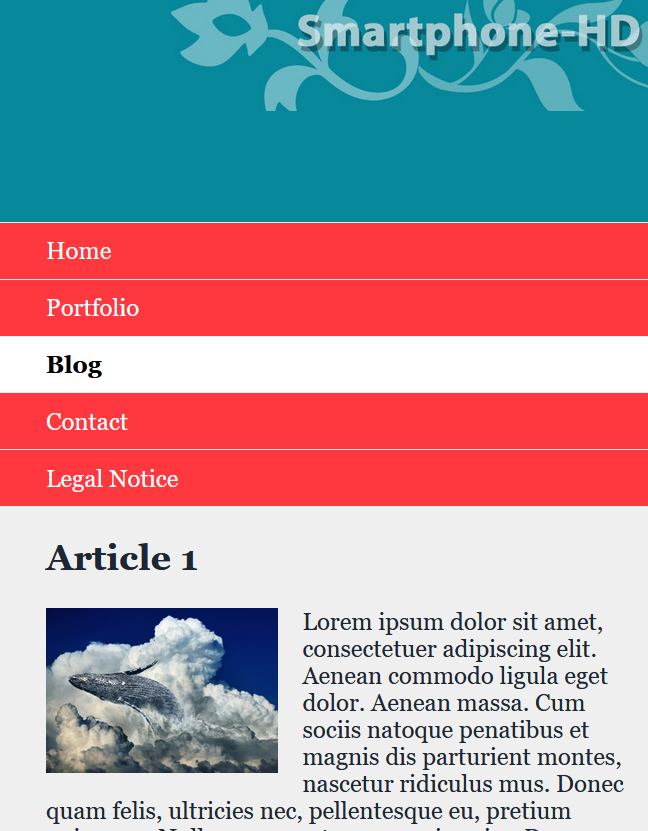 Smartphone-HD
Home
Portfolio
Blog
Contact
Legal Notice
Article 1
Lorem ipsum dolor sit amet,
consectetuer adipiscing elit.
Aenean commodo ligula eget
dolor. Aenean massa. Cum
sociis natoque penatibus et
magnis dis parturient montes,
nascetur ridiculus mus. Donec
quam felis, ultricies nec, pellentesque eu, pretium